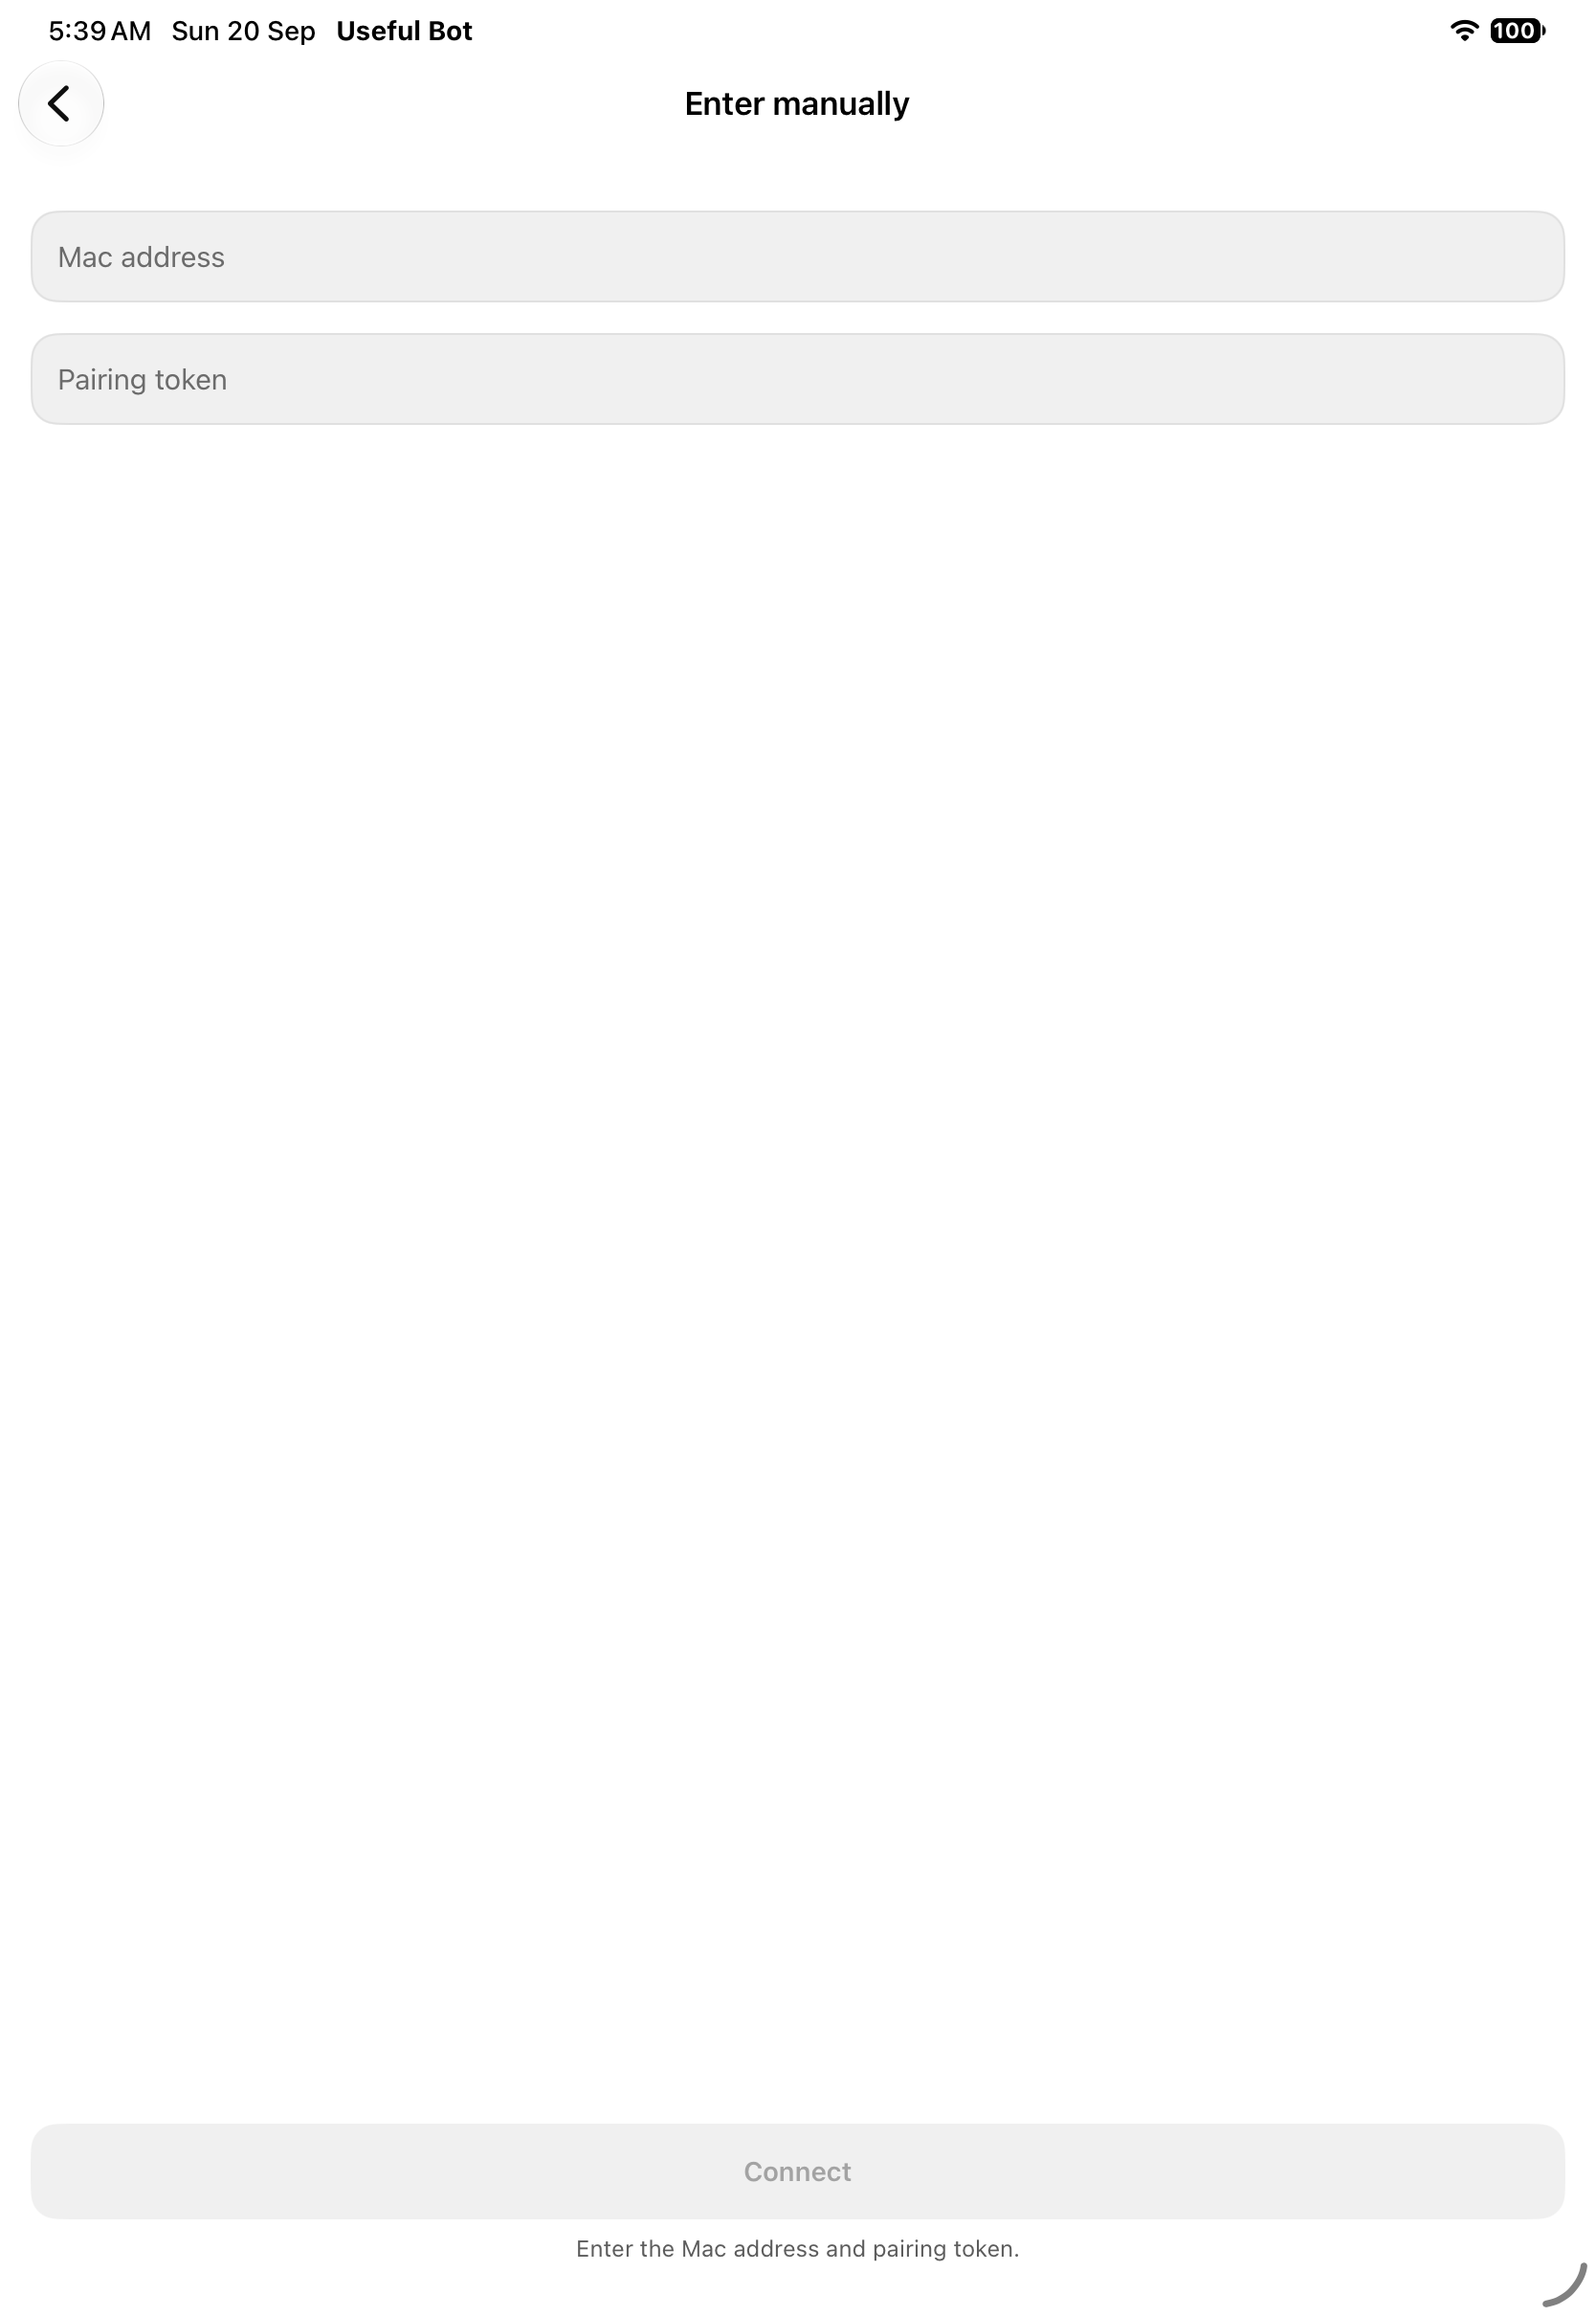 5:39 AM Sun 20 Sep Useful Bot 100
Enter manually
Mac address
Pairing token
Connect
Enter the Mac address and pairing token.